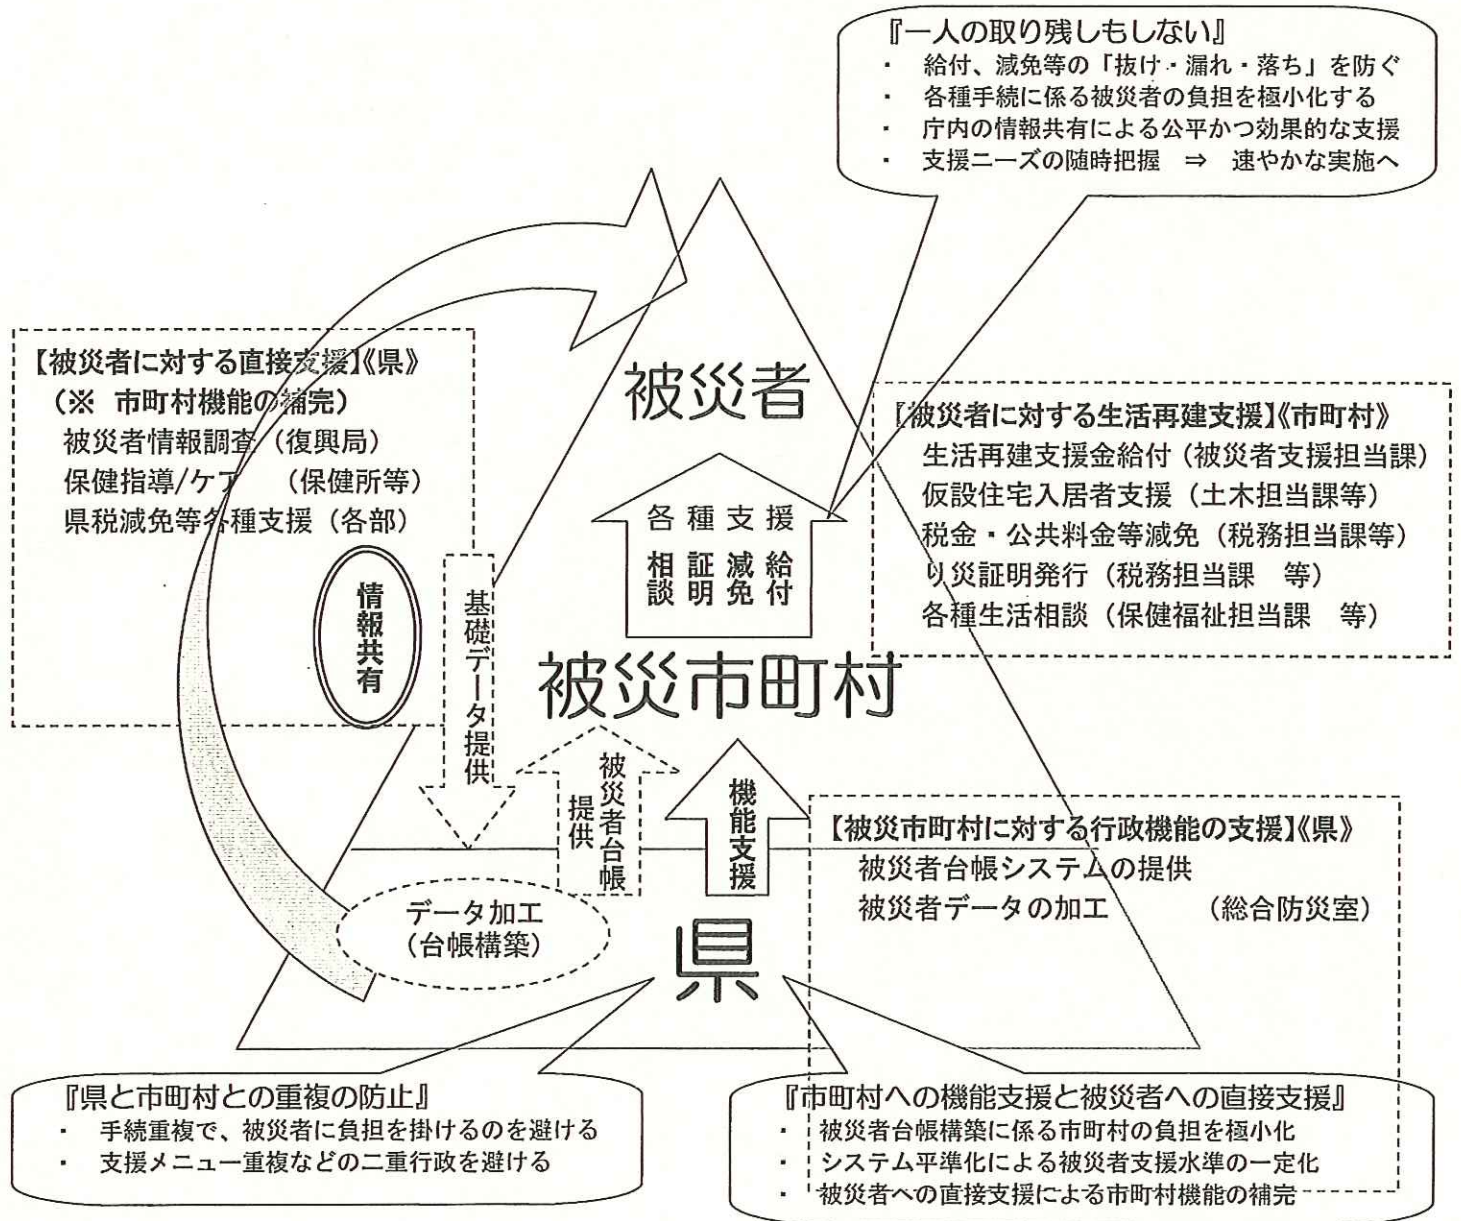 『一人の取り残しもしない』
・ 給付、減免等の「抜け・漏れ・落ち」を防ぐ
・ 各種手続に係る被災者の負担を極小化する
・ 庁内の情報共有による公平かつ効果的な支援
・ 支援ニーズの随時把握 ⇒ 速やかな実施へ
【被災者に対する直接支援】《県》
(※ 市町村機能の補完)
被災者情報調査(復興局)
保健指導/ケア (保健所等)
県税減免等各種支援(各部)
情報共有
基礎データ提供
被災者
各種支援
給付
減免
証明
相談
【被災者に対する生活再建支援】《市町村》
生活再建支援金給付(被災者支援担当課)
仮設住宅入居者支援(土木担当課等)
税金・公共料金等減免(税務担当課等)
り災証明発行(税務担当課 等)
各種生活相談(保健福祉担当課 等)
被災市町村
被災者台帳
提供
機能支援
【被災市町村に対する行政機能の支援】《県》
被災者台帳システムの提供
被災者データの加工 (総合防災室)
データ加工
(台帳構築)
県
『県と市町村との重複の防止』
・ 手続重複で、被災者に負担を掛けるのを避ける
・ 支援メニュー重複などの二重行政を避ける
『市町村への機能支援と被災者への直接支援』
・ 被災者台帳構築に係る市町村の負担を極小化
・ システム平準化による被災者支援水準の一定化
・ 被災者への直接支援による市町村機能の補完